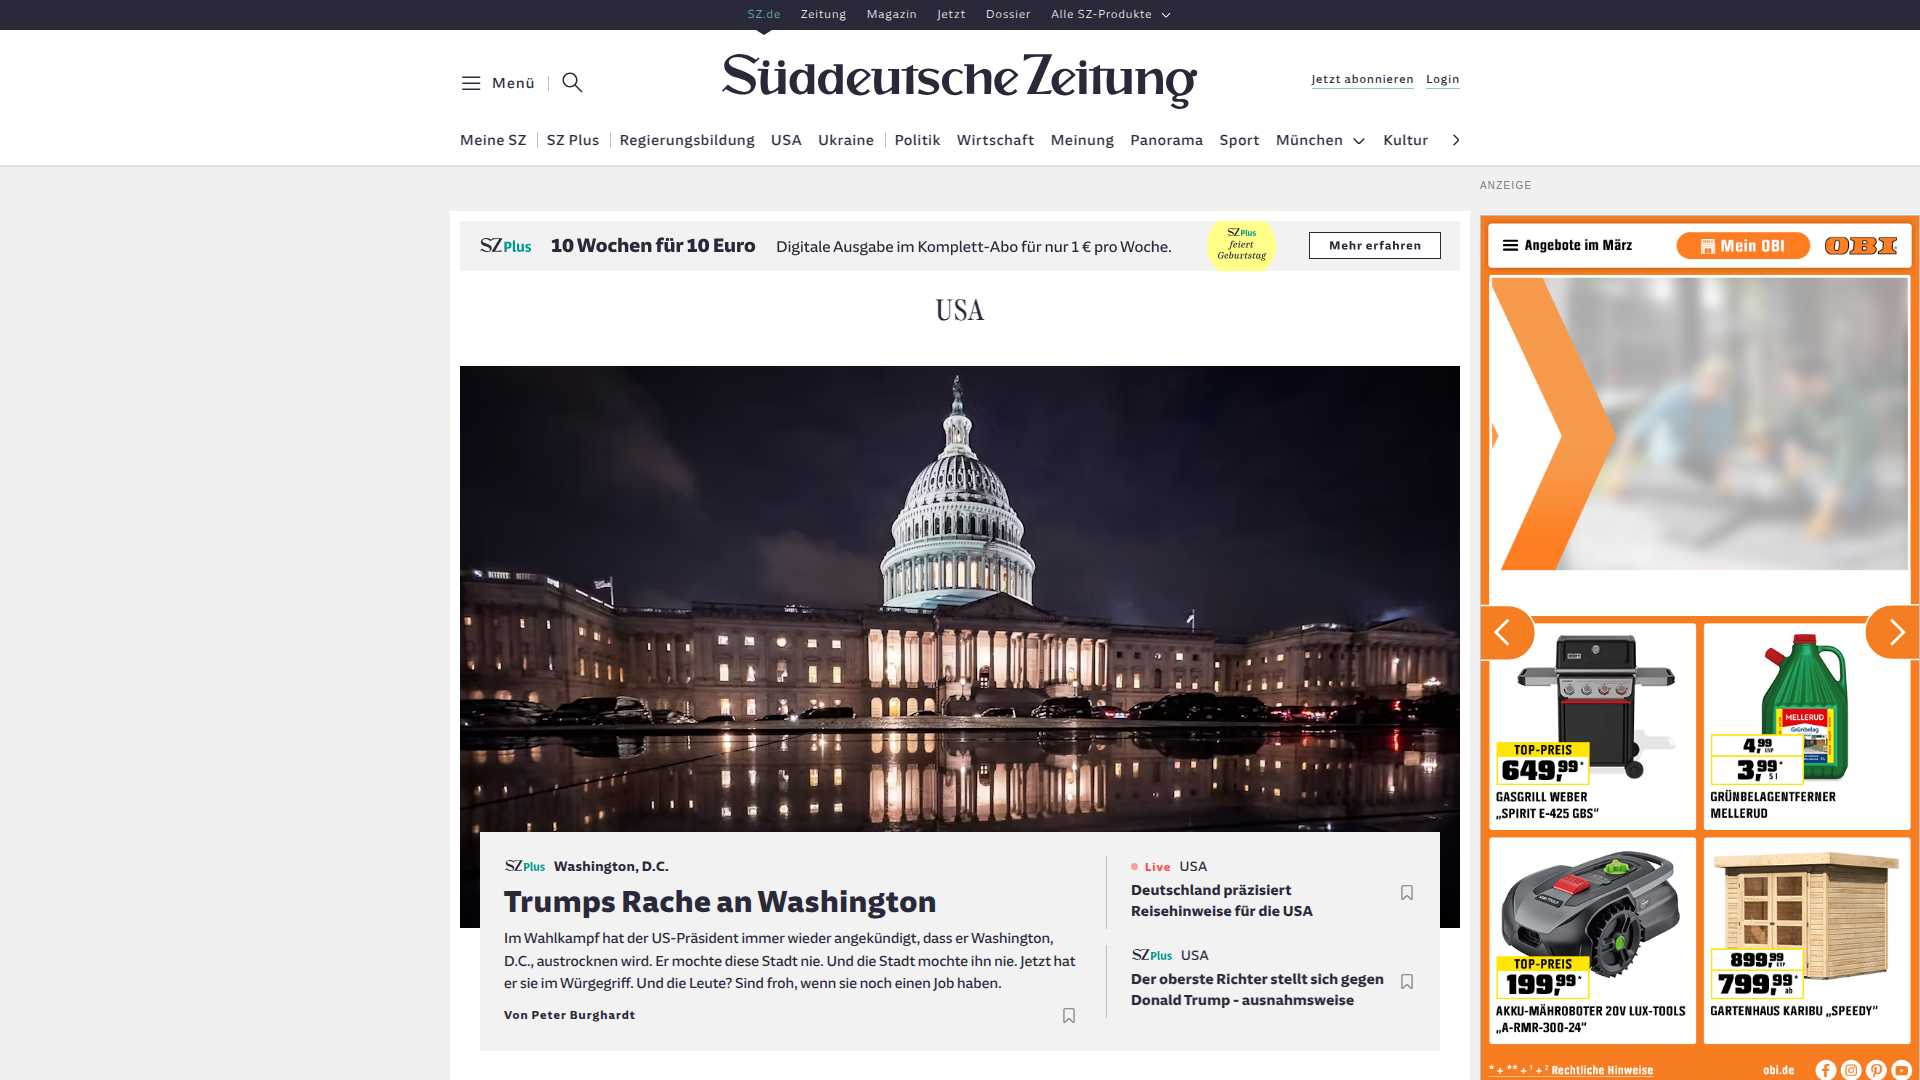 SZ.de Zeitung Magazin Jetzt Dossier Alle SZ-Produkte
Menü
Süddeutsche Zeitung
Jetzt abonnieren Login
Meine SZ SZ Plus Regierungsbildung USA Ukraine Politik Wirtschaft Meinung Panorama Sport München Kultur
ANZEIGE
SZ Plus 10 Wochen für 10 Euro Digitale Ausgabe im Komplett-Abo für nur 1 € pro Woche.
SZ Plus
feiert
Geburtstag
Mehr erfahren
USA
SZ Plus Washington, D.C.
Trumps Rache an Washington
Im Wahlkampf hat der US-Präsident immer wieder angekündigt, dass er Washington,
D.C., austrocknen wird. Er mochte diese Stadt nie. Und die Stadt mochte ihn nie. Jetzt hat
er sie im Würgegriff. Und die Leute? Sind froh, wenn sie noch einen Job haben.
Von Peter Burghardt
Live USA
Deutschland präzisiert
Reisehinweise für die USA
SZ Plus USA
Der oberste Richter stellt sich gegen
Donald Trump - ausnahmsweise
Angebote im März Mein OBI OBI
TOP-PREIS
649,99*
GASGRILL WEBER
„SPIRIT E-425 GBS“
MELLERUD
Grünbelag
4,99 UVP
3,99* 5 l
GRÜNBELAGENTFERNER
MELLERUD
TOP-PREIS
199,99*
AKKU-MÄHROBOTER 20V LUX-TOOLS
„A-RMR-300-24“
899,99 UVP
799,99* ab
GARTENHAUS KARIBU „SPEEDY“
* + ** + ¹ + ² Rechtliche Hinweise obi.de